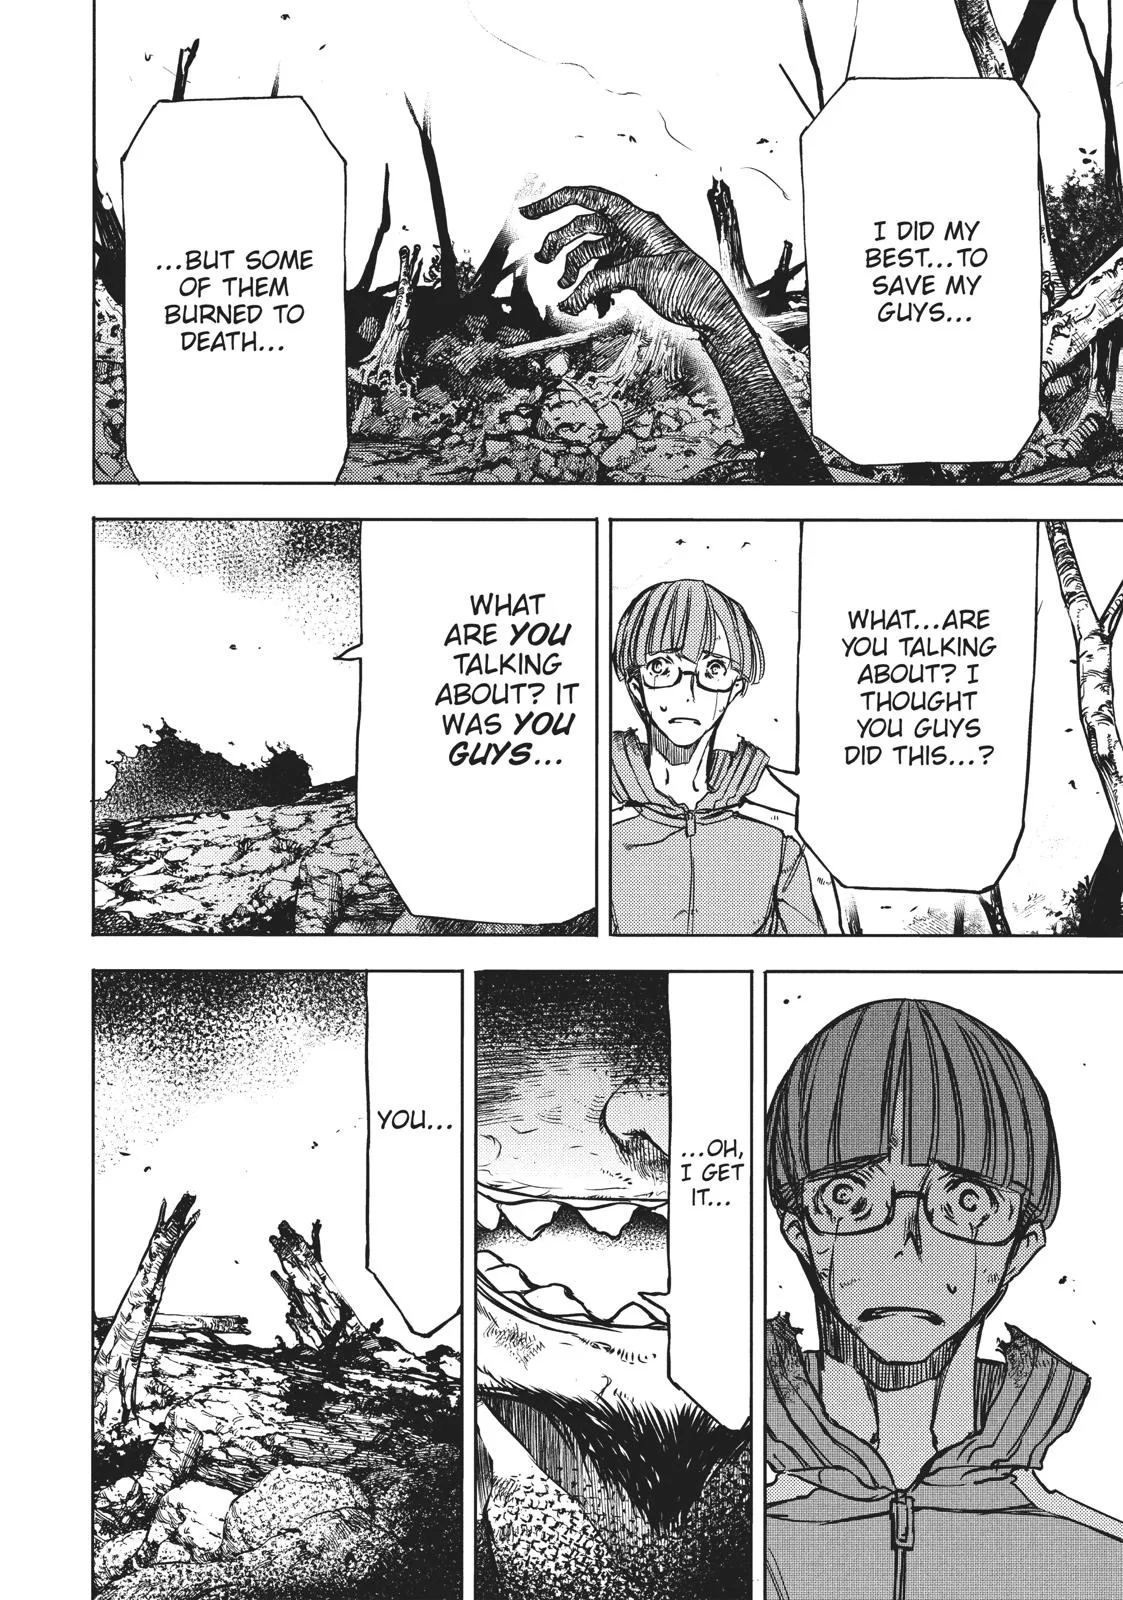 I DID MY
BEST...TO
SAVE MY
GUYS...
...BUT SOME
OF THEM
BURNED TO
DEATH...
WHAT...ARE
YOU TALKING
ABOUT? I
THOUGHT
YOU GUYS
DID THIS...?
WHAT
ARE YOU
TALKING
ABOUT? IT
WAS YOU
GUYS...
...OH,
I GET
IT...
YOU...